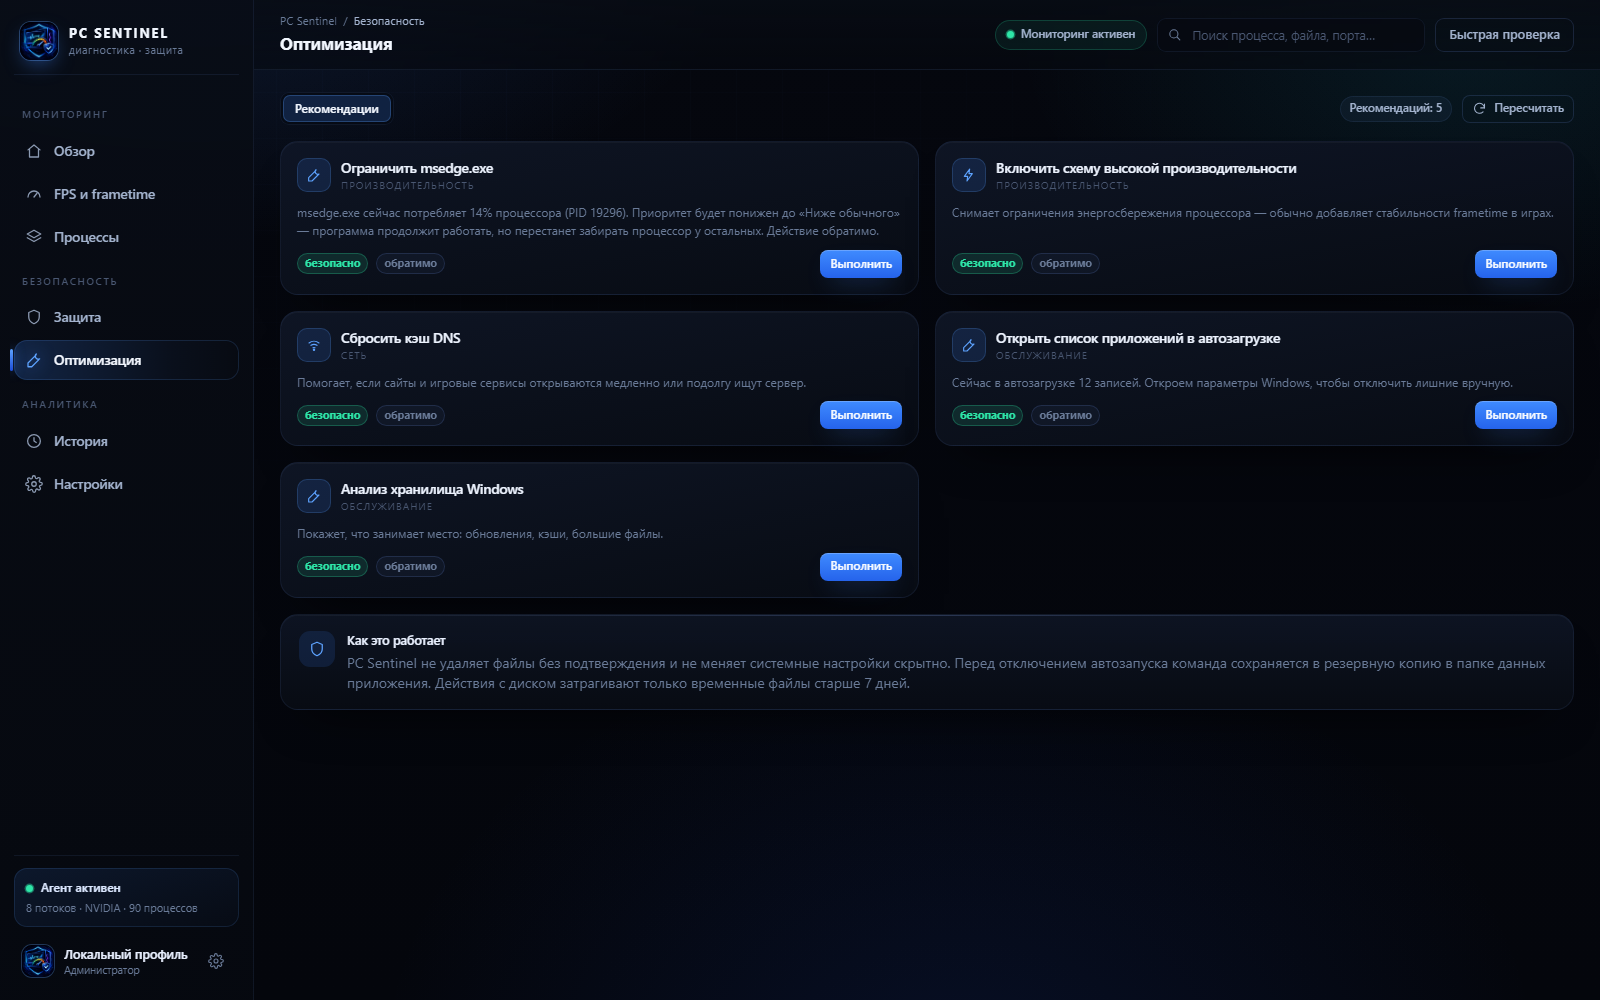 PC SENTINEL
диагностика · защита
МОНИТОРИНГ
Обзор
FPS и frametime
Процессы
БЕЗОПАСНОСТЬ
Защита
Оптимизация
АНАЛИТИКА
История
Настройки
Агент активен
8 потоков · NVIDIA · 90 процессов
Локальный профиль
Администратор
PC Sentinel / Безопасность
Оптимизация
Мониторинг активен
Поиск процесса, файла, порта...
Быстрая проверка
Рекомендации
Рекомендаций: 5
Пересчитать
Ограничить msedge.exe
ПРОИЗВОДИТЕЛЬНОСТЬ
msedge.exe сейчас потребляет 14% процессора (PID 19296). Приоритет будет понижен до «Ниже обычного»
— программа продолжит работать, но перестанет забирать процессор у остальных. Действие обратимо.
безопасно
обратимо
Выполнить
Включить схему высокой производительности
ПРОИЗВОДИТЕЛЬНОСТЬ
Снимает ограничения энергосбережения процессора — обычно добавляет стабильности frametime в играх.
безопасно
обратимо
Выполнить
Сбросить кэш DNS
СЕТЬ
Помогает, если сайты и игровые сервисы открываются медленно или подолгу ищут сервер.
безопасно
обратимо
Выполнить
Открыть список приложений в автозагрузке
ОБСЛУЖИВАНИЕ
Сейчас в автозагрузке 12 записей. Откроем параметры Windows, чтобы отключить лишние вручную.
безопасно
обратимо
Выполнить
Анализ хранилища Windows
ОБСЛУЖИВАНИЕ
Покажет, что занимает место: обновления, кэши, большие файлы.
безопасно
обратимо
Выполнить
Как это работает
PC Sentinel не удаляет файлы без подтверждения и не меняет системные настройки скрытно. Перед отключением автозапуска команда сохраняется в резервную копию в папке данных
приложения. Действия с диском затрагивают только временные файлы старше 7 дней.